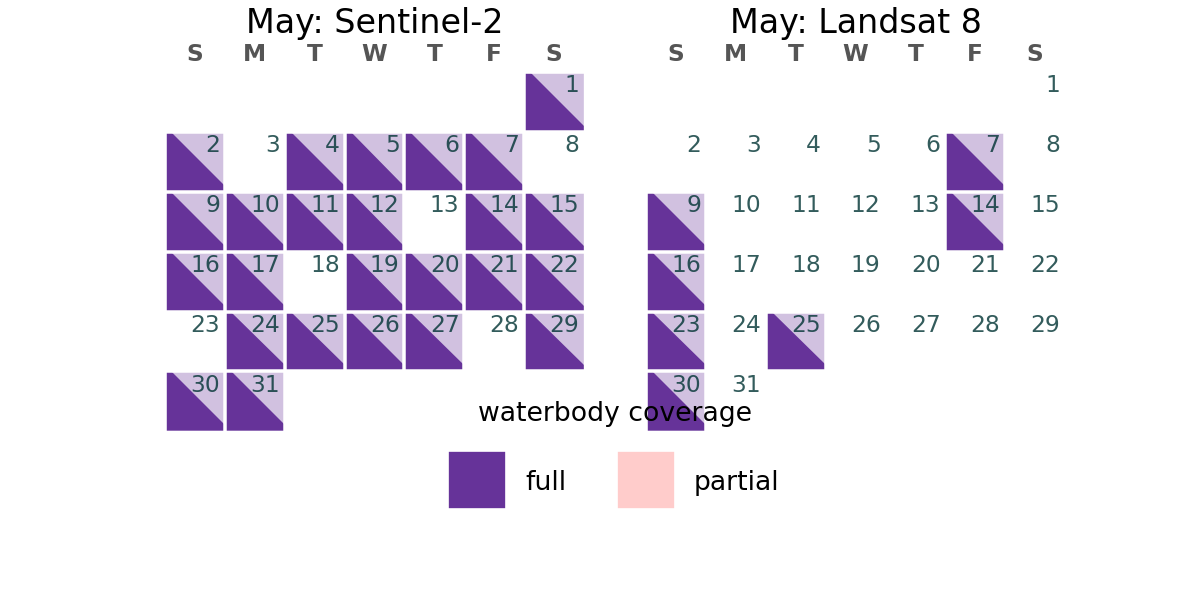 May: Sentinel-2
S M T W T F S
1
2 3 4 5 6 7 8
9 10 11 12 13 14 15
16 17 18 19 20 21 22
23 24 25 26 27 28 29
30 31
May: Landsat 8
S M T W T F S
1
2 3 4 5 6 7 8
9 10 11 12 13 14 15
16 17 18 19 20 21 22
23 24 25 26 27 28 29
30 31
waterbody coverage
full partial